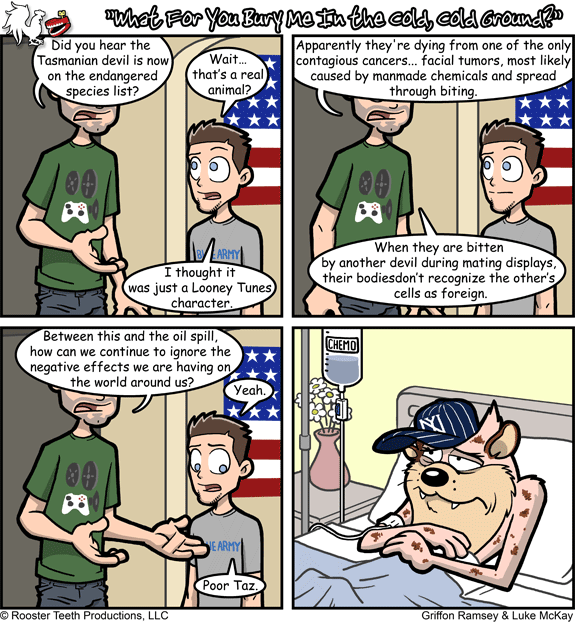 "What For You Bury Me In the Cold, Cold Ground?"
Did you hear the
Tasmanian devil is now
on the endangered
species list?
Wait...
that's a real
animal?
I thought it
was just a Looney Tunes
character.
BLUE ARMY
Apparently they're dying from one of the only
contagious cancers... facial tumors, most likely
caused by manmade chemicals and spread
through biting.
When they are bitten
by another devil during mating displays,
their bodiesdon't recognize the other's
cells as foreign.
Between this and the oil spill,
how can we continue to ignore the
negative effects we are having on
the world around us?
Yeah.
Poor Taz.
UE ARMY
CHEMO
NY
© Rooster Teeth Productions, LLC
Griffon Ramsey & Luke McKay